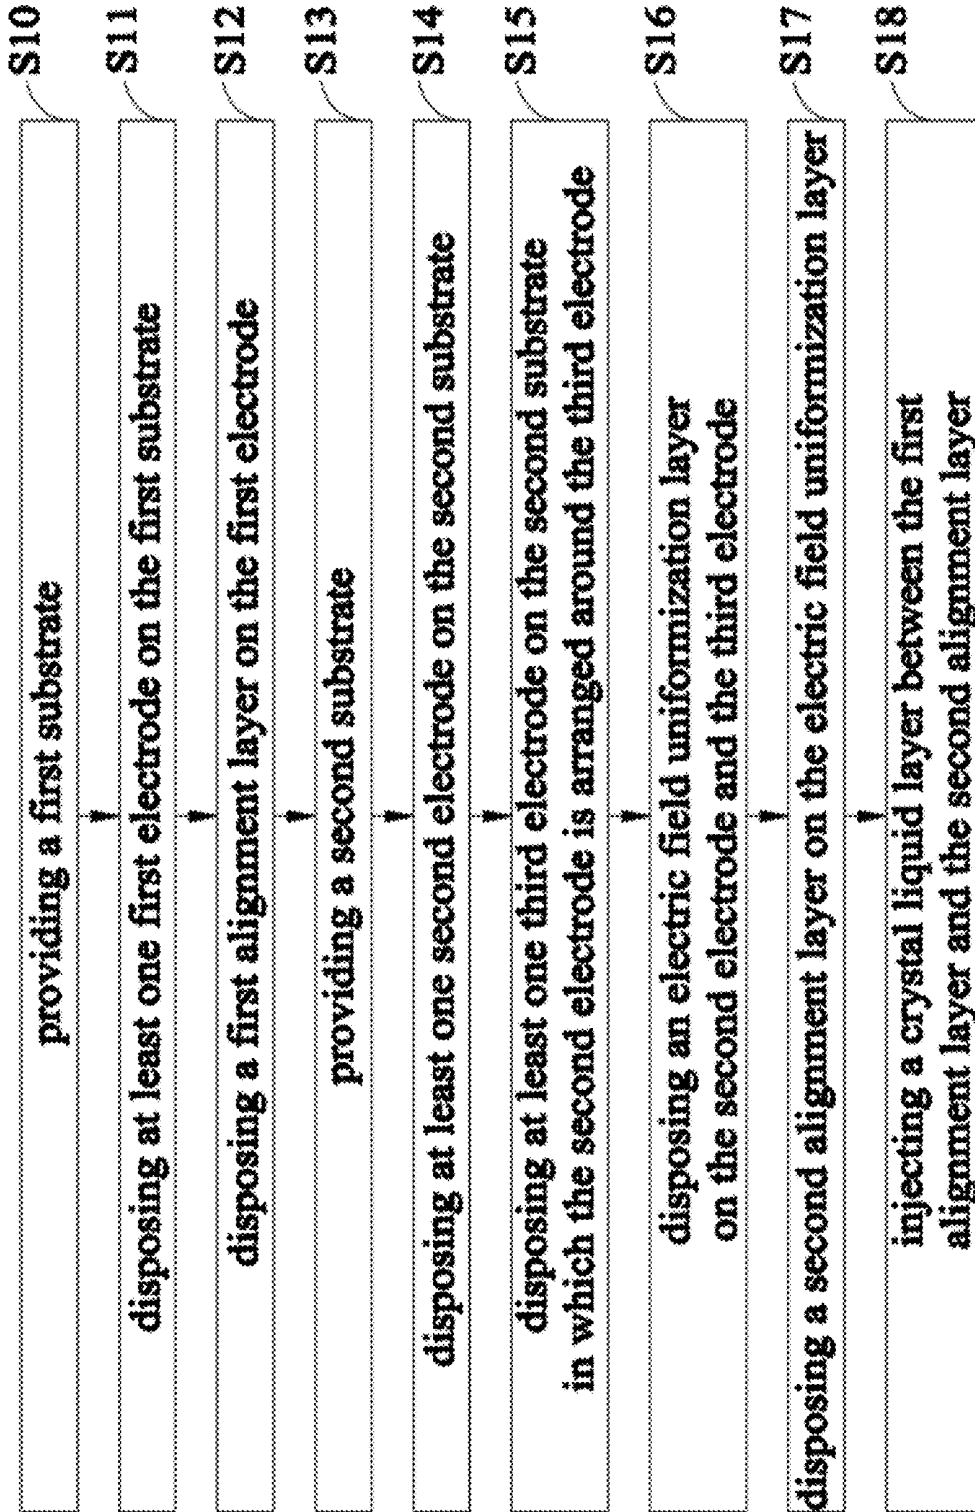 providing a first substrate S10
disposing at least one first electrode on the first substrate S11
disposing a first alignment layer on the first electrode S12
providing a second substrate S13
disposing at least one second electrode on the second substrate S14
disposing at least one third electrode on the second substrate S15
in which the second electrode is arranged around the third electrode
disposing an electric field uniformization layer S16
on the second electrode and the third electrode
disposing a second alignment layer on the electric field uniformization layer S17
injecting a crystal liquid layer between the first S18
alignment layer and the second alignment layer